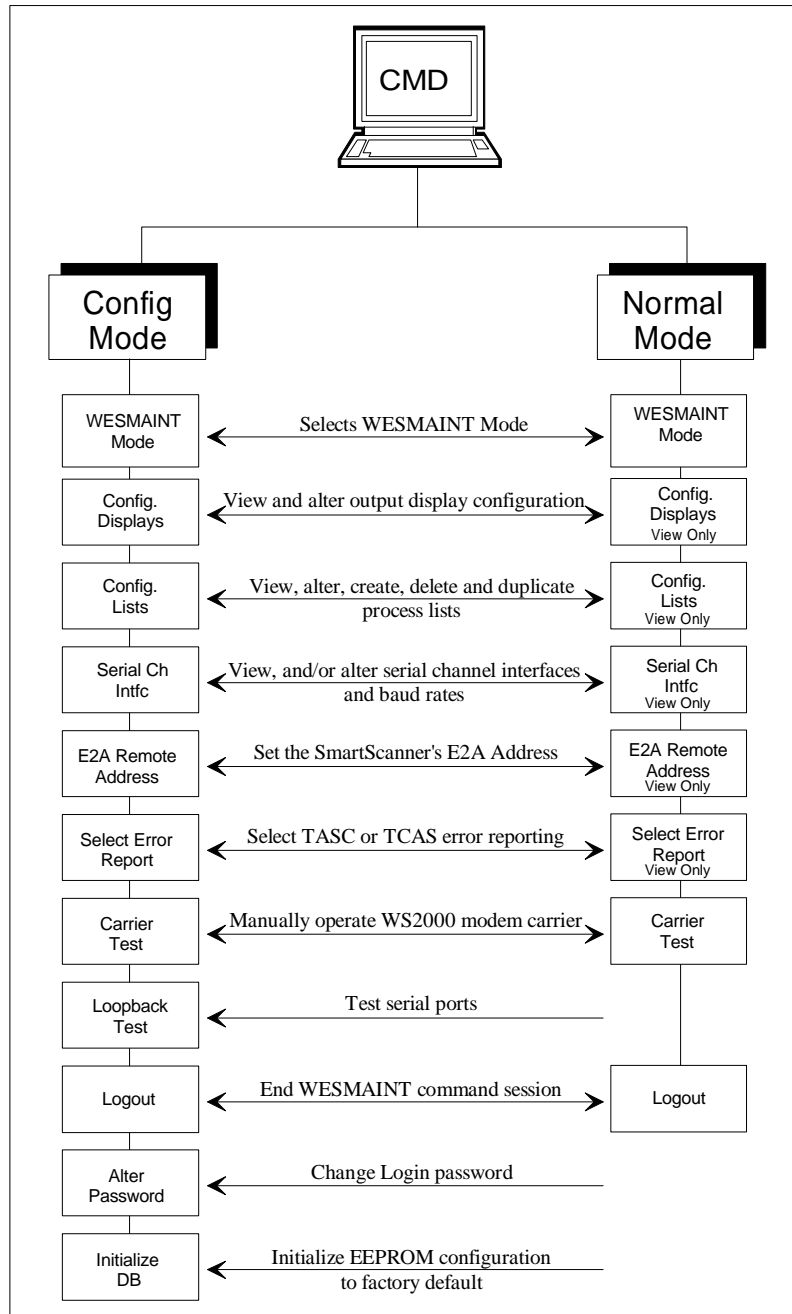 CMD
Config
Mode
Normal
Mode
WESMAINT
Mode
Selects WESMAINT Mode
WESMAINT
Mode
Config.
Displays
View and alter output display configuration
Config.
Displays
View Only
Config.
Lists
View, alter, create, delete and duplicate
process lists
Config.
Lists
View Only
Serial Ch
Intfc
View, and/or alter serial channel interfaces
and baud rates
Serial Ch
Intfc
View Only
E2A Remote
Address
Set the SmartScanner's E2A Address
E2A Remote
Address
View Only
Select Error
Report
Select TASC or TCAS error reporting
Select Error
Report
View Only
Carrier
Test
Manually operate WS2000 modem carrier
Carrier
Test
Loopback
Test
Test serial ports
Logout
End WESMAINT command session
Logout
Alter
Password
Change Login password
Initialize
DB
Initialize EEPROM configuration
to factory default